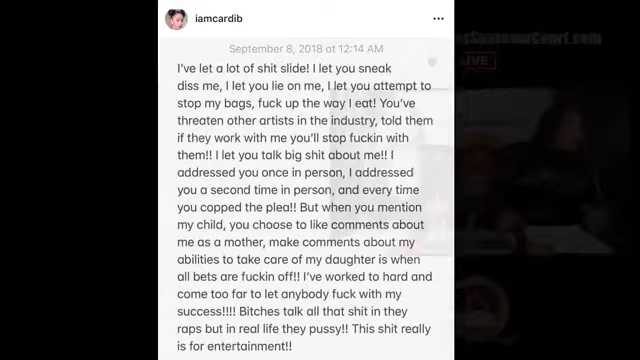 iamcardib
September 8, 2018 at 12:14 AM
I've let a lot of shit slide! I let you sneak
diss me, I let you lie on me, I let you attempt to
stop my bags, fuck up the way I eat! You've
threaten other artists in the industry, told them
if they work with me you'll stop fuckin with
them!! I let you talk big shit about me!! I
addressed you once in person, I addressed
you a second time in person, and every time
you copped the plea!! But when you mention
my child, you choose to like comments about
me as a mother, make comments about my
abilities to take care of my daughter is when
all bets are fuckin off!! I've worked to hard and
come too far to let anybody fuck with my
success!!!! Bitches talk all that shit in they
raps but in real life they pussy!! This shit really
is for entertainment!!
LIVE